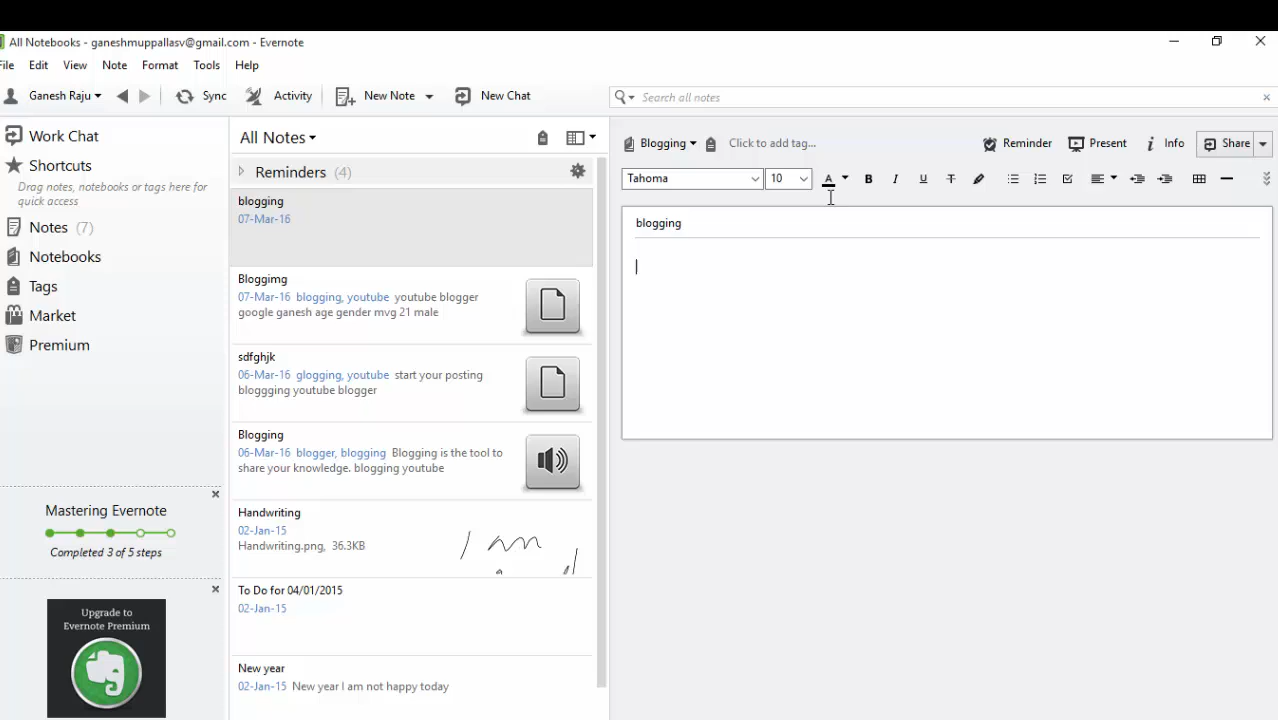 All Notebooks - ganeshmuppallasv@gmail.com - Evernote
File Edit View Note Format Tools Help
Ganesh Raju Sync Activity New Note New Chat
Search all notes
Work Chat
Shortcuts
Drag notes, notebooks or tags here for
quick access
Notes (7)
Notebooks
Tags
Market
Premium
Mastering Evernote
Completed 3 of 5 steps
Upgrade to
Evernote Premium
All Notes
Reminders (4)
blogging
07-Mar-16
Bloggimg
07-Mar-16 blogging, youtube youtube blogger
google ganesh age gender mvg 21 male
sdfghjk
06-Mar-16 glogging, youtube start your posting
bloggging youtube blogger
Blogging
06-Mar-16 blogger, blogging Blogging is the tool to
share your knowledge. blogging youtube
Handwriting
02-Jan-15
Handwriting.png, 36.3KB
I am
To Do for 04/01/2015
02-Jan-15
New year
02-Jan-15 New year I am not happy today
Blogging Click to add tag... Reminder Present i Info Share
Tahoma 10 A B I U T
blogging